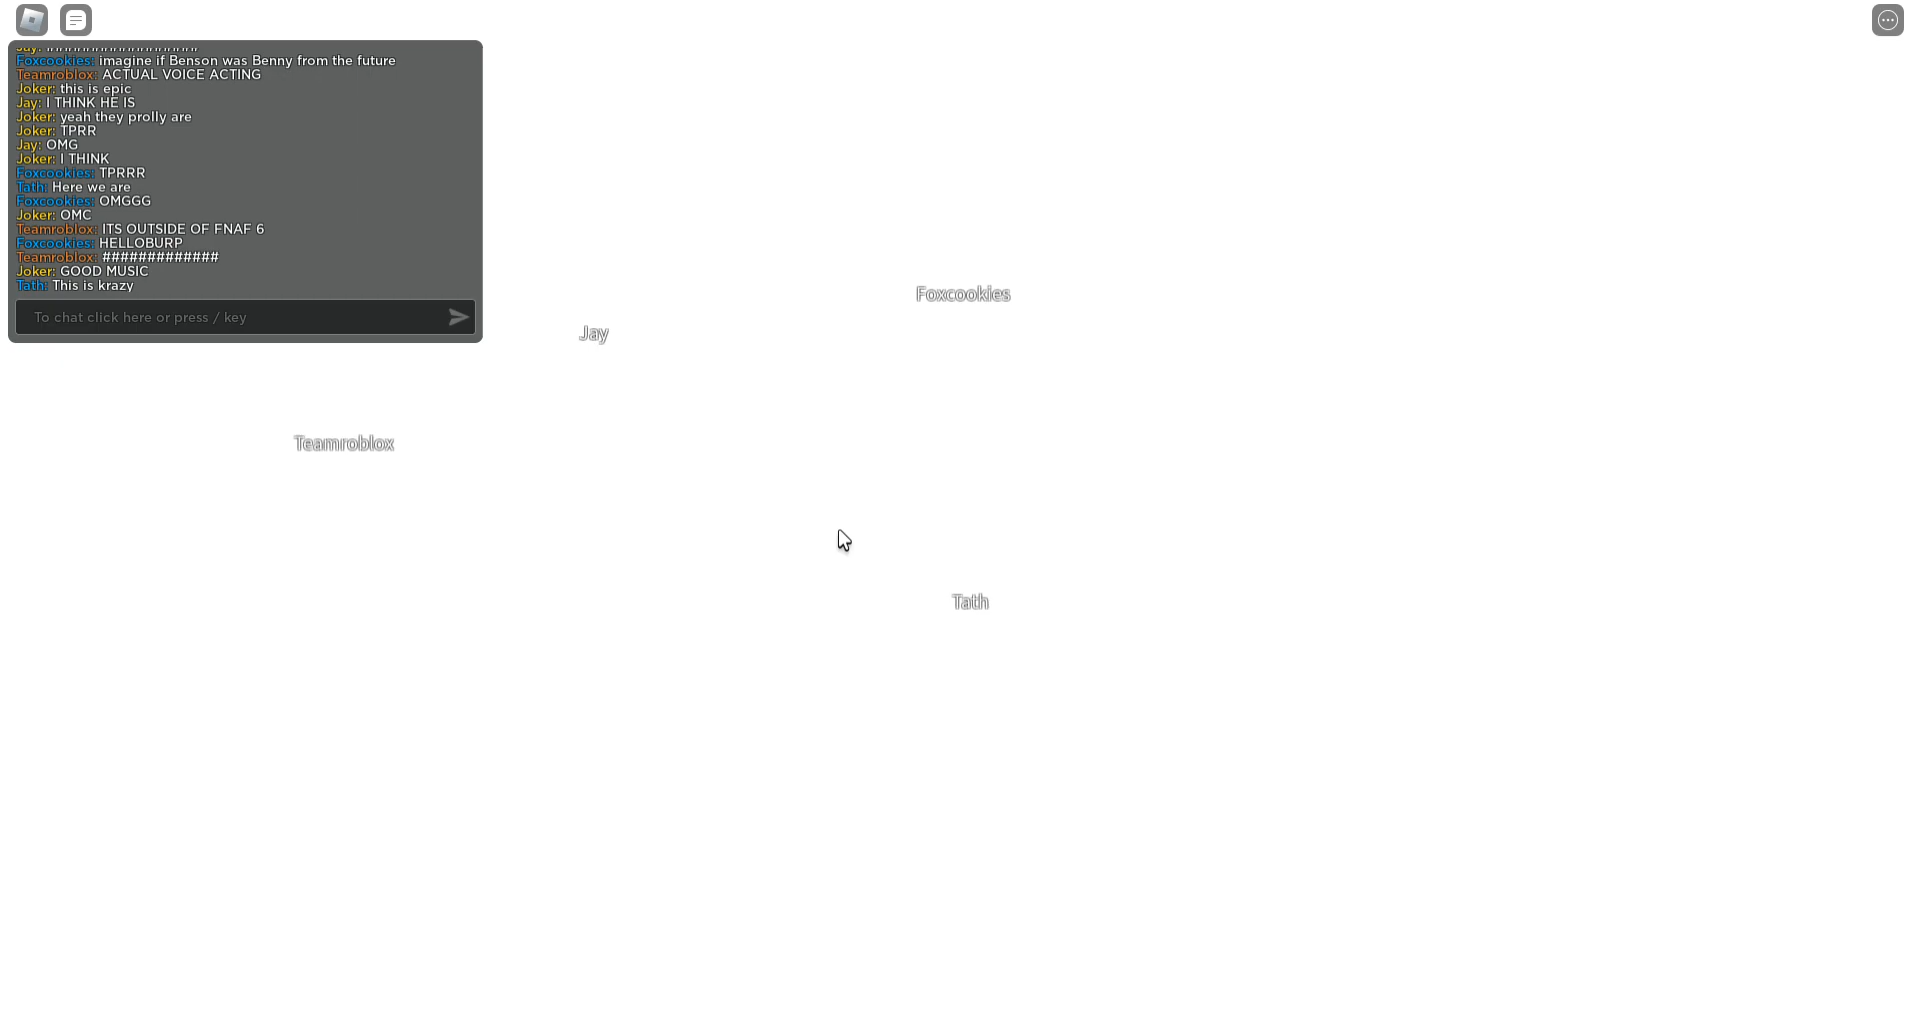 Jay:
Foxcookies: imagine if Benson was Benny from the future
Teamroblox: ACTUAL VOICE ACTING
Joker: this is epic
Jay: I THINK HE IS
Joker: yeah they prolly are
Joker: TPRR
Jay: OMG
Joker: I THINK
Foxcookies: TPRRR
Tath: Here we are
Foxcookies: OMGGG
Joker: OMC
Teamroblox: ITS OUTSIDE OF FNAF 6
Foxcookies: HELLOBURP
Teamroblox: #############
Joker: GOOD MUSIC
Tath: This is krazy
To chat click here or press / key
Foxcookies
Jay
Teamroblox
Tath